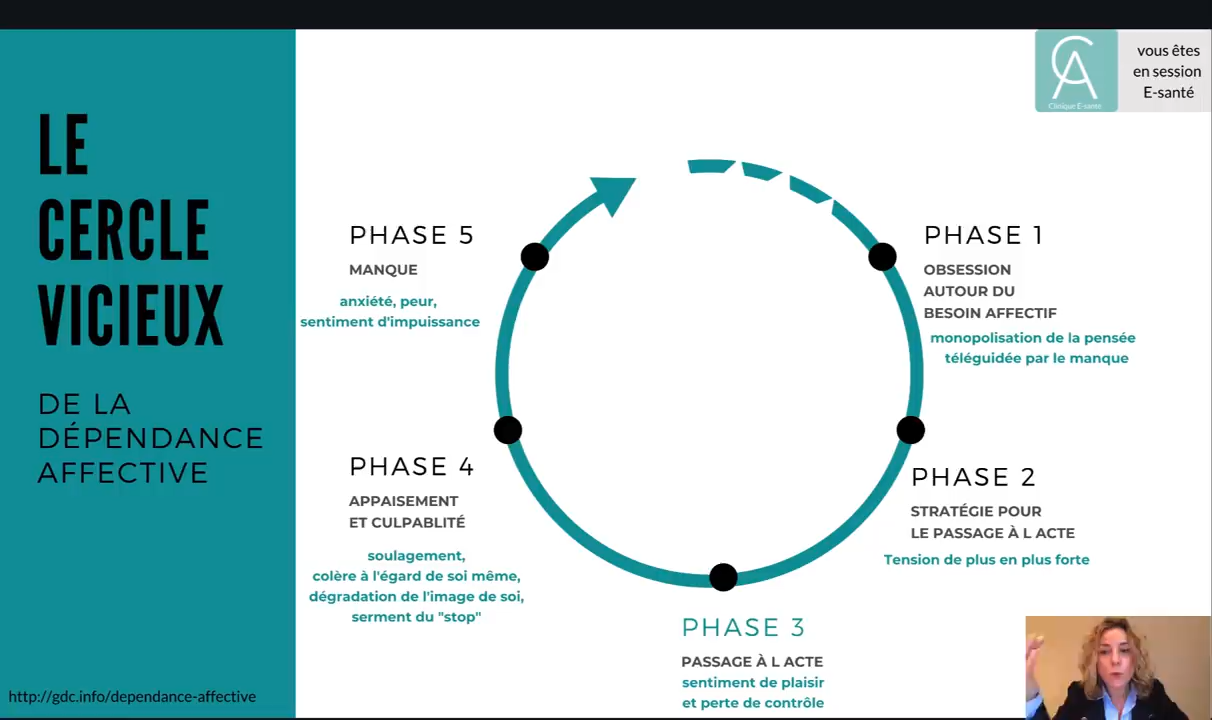 LE
CERCLE
VICIEUX
DE LA
DÉPENDANCE
AFFECTIVE
http://gdc.info/dependance-affective
CA
Clinique E-sante
vous êtes
en session
E-santé
PHASE 1
OBSESSION
AUTOUR DU
BESOIN AFFECTIF
monopolisation de la pensée
téléguidée par le manque
PHASE 2
STRATÉGIE POUR
LE PASSAGE À L ACTE
Tension de plus en plus forte
PHASE 3
PASSAGE À L ACTE
sentiment de plaisir
et perte de contrôle
PHASE 4
APPAISEMENT
ET CULPABLITÉ
soulagement,
colère à l'égard de soi même,
dégradation de l'image de soi,
serment du "stop"
PHASE 5
MANQUE
anxiété, peur,
sentiment d'impuissance